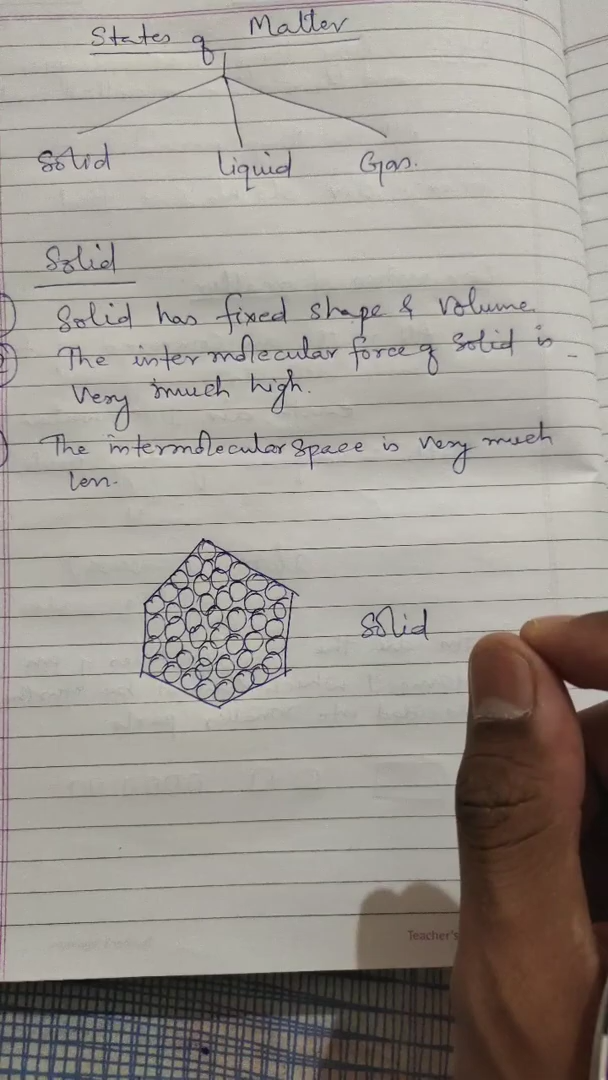 States of Matter
Solid Liquid Gas.
Solid
Solid has fixed shape & Volume
2 The intermolecular force of Solid is
very much high.
The intermolecular space is very much
less.
Solid
Teacher's